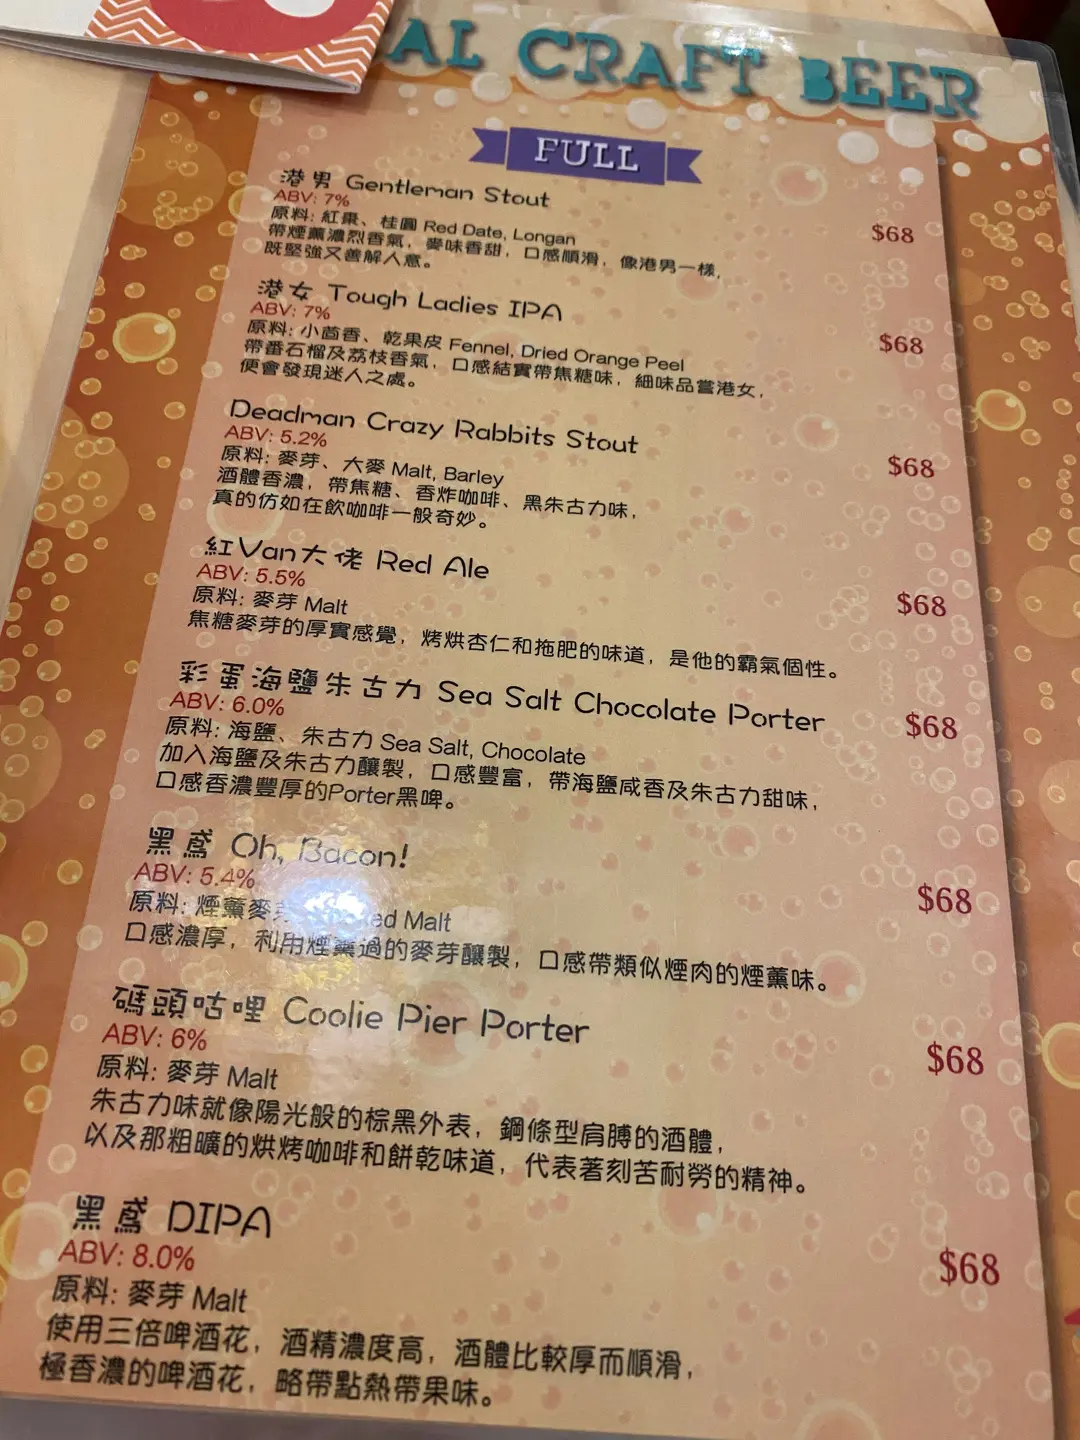 AL CRAFT BEER
FULL
港男 Gentleman Stout
ABV: 7%
$68
原料: 紅棗、桂圓 Red Date, Longan
帶煙薰濃烈香氣，麥味香甜，口感順滑，像港男一樣，
既堅強又善解人意。
港女 Tough Ladies IPA
ABV: 7%
$68
原料: 小茴香、乾果皮 Fennel, Dried Orange Peel
帶番石榴及荔枝香氣，口感結實帶焦糖味，細味品嘗港女，
便會發現迷人之處。
Deadman Crazy Rabbits Stout
ABV: 5.2%
$68
原料: 麥芽、大麥 Malt, Barley
酒體香濃，帶焦糖、香炸咖啡、黑朱古力味，
真的仿如在飲咖啡一般奇妙。
紅Van大佬 Red Ale
ABV: 5.5%
$68
原料: 麥芽 Malt
焦糖麥芽的厚實感覺，烤烘杏仁和拖肥的味道，是他的霸氣個性。
彩蛋海鹽朱古力 Sea Salt Chocolate Porter
ABV: 6.0%
$68
原料: 海鹽、朱古力 Sea Salt, Chocolate
加入海鹽及朱古力釀製，口感豐富，帶海鹽咸香及朱古力甜味，
口感香濃豐厚的Porter黑啤。
黑鳶 Oh, Bacon!
ABV: 5.4%
$68
原料: 煙薰麥 Malt
口感濃厚，利用煙薰過的麥芽釀製，口感帶類似煙肉的煙薰味。
碼頭咕哩 Coolie Pier Porter
ABV: 6%
$68
原料: 麥芽 Malt
朱古力味就像陽光般的棕黑外表，鋼條型肩膊的酒體，
以及那粗曠的烘烤咖啡和餅乾味道，代表著刻苦耐勞的精神。
黑鳶 DIPA
ABV: 8.0%
$68
原料: 麥芽 Malt
使用三倍啤酒花，酒精濃度高，酒體比較厚而順滑，
極香濃的啤酒花，略帶點熱帶果味。